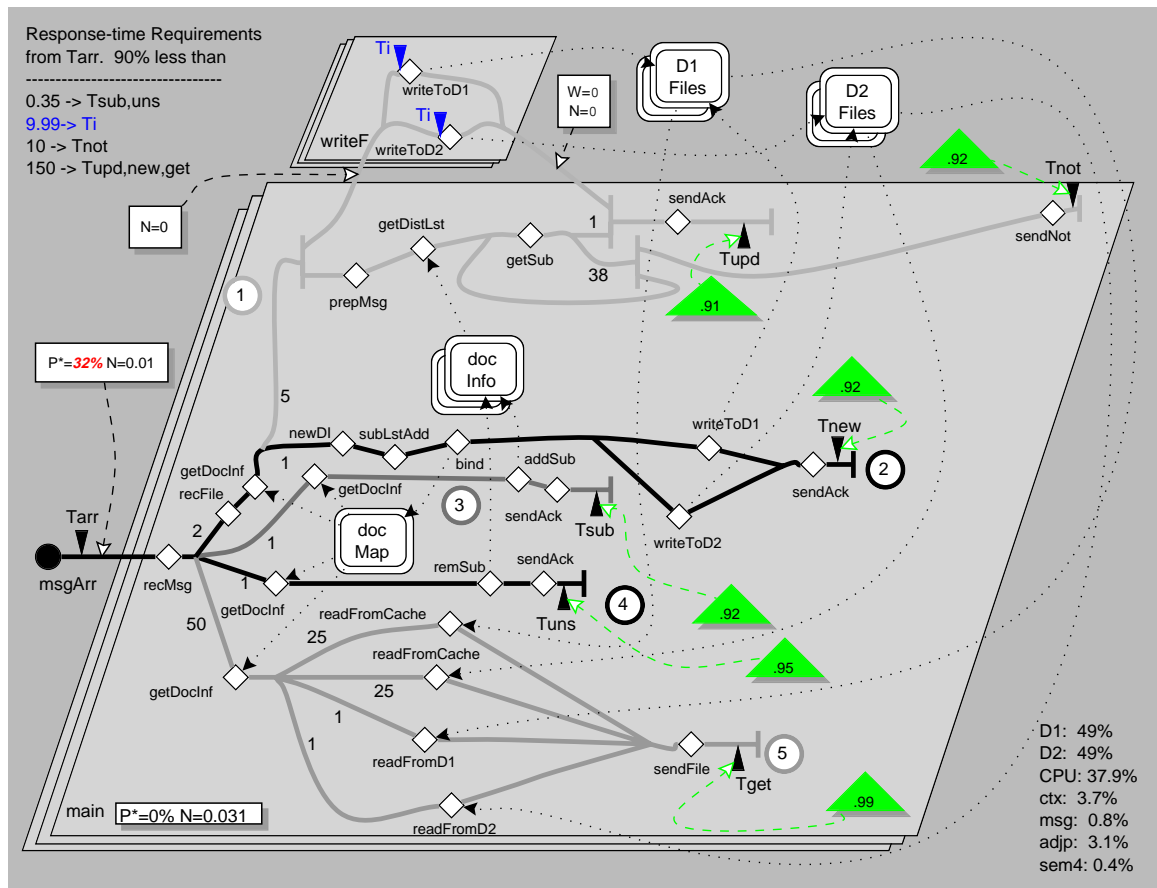 Response-time Requirements
from Tarr.  90% less than
---------------------------------
0.35 -> Tsub,uns
9.99-> Ti
10 -> Tnot
150 -> Tupd,new,get
Ti
writeToD1
Ti
writeF
writeToD2
W=0
N=0
D1
Files
D2
Files
.92
Tnot
sendNot
N=0
getDistLst
prepMsg
getSub
1
38
sendAck
Tupd
.91
1
P*=32% N=0.01
5
doc
Info
.92
newDI
subLstAdd
bind
writeToD1
Tnew
sendAck
2
writeToD2
getDocInf
recFile
1
getDocInf
addSub
sendAck
3
Tsub
2
1
Tarr
msgArr
recMsg
doc
Map
1
getDocInf
remSub
sendAck
Tuns
4
.92
.95
50
getDocInf
readFromCache
25
readFromCache
25
1
readFromD1
1
readFromD2
sendFile
Tget
5
.99
main
P*=0% N=0.031
D1:  49%
D2:  49%
CPU: 37.9%
ctx:  3.7%
msg:  0.8%
adjp:  3.1%
sem4: 0.4%